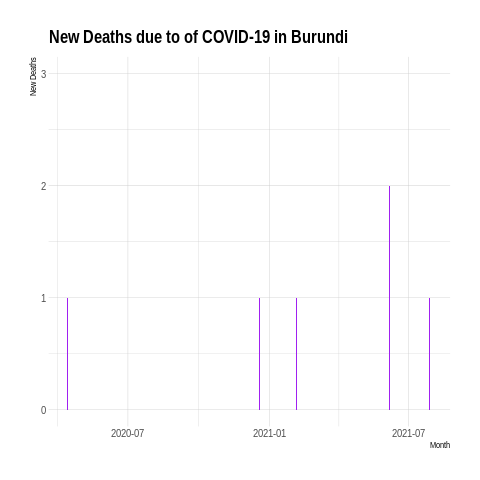 New Deaths due to of COVID-19 in Burundi
New Deaths
3
2
1
0
2020-07
2021-01
2021-07
Month